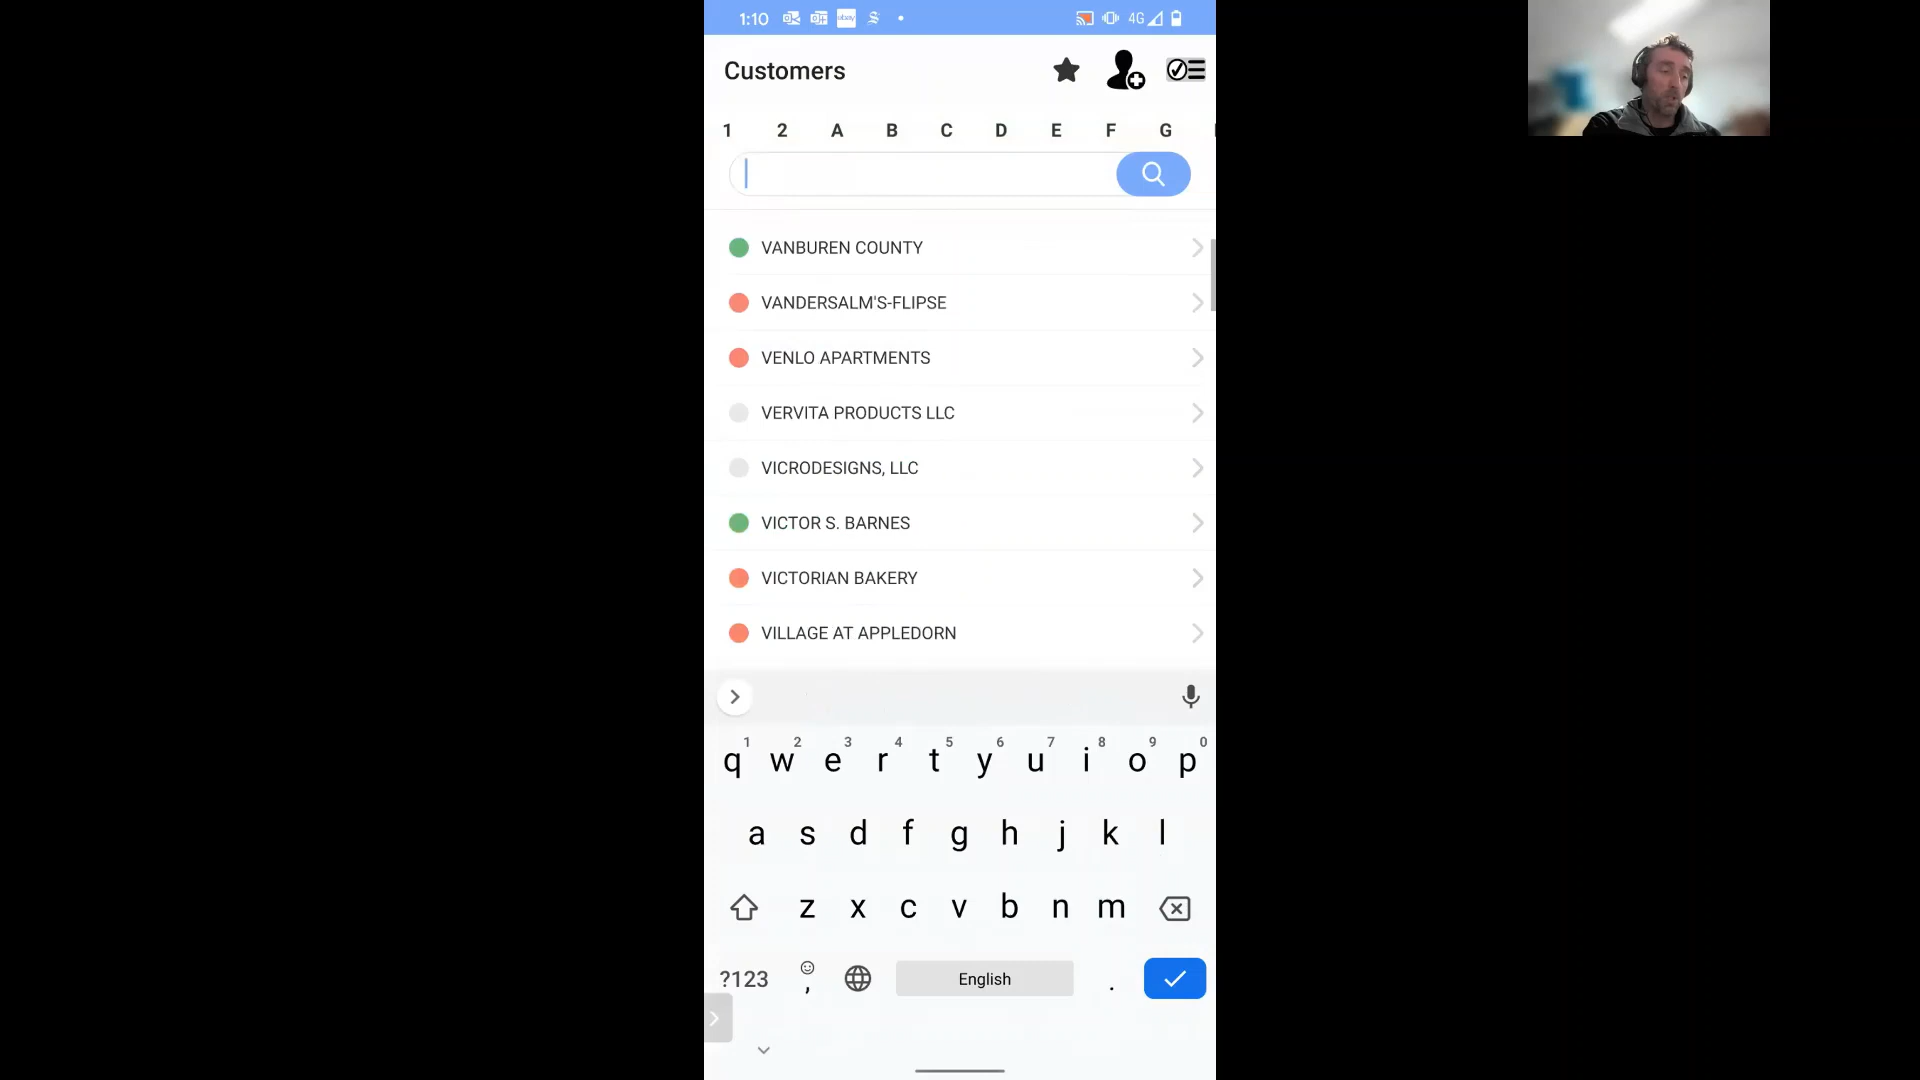 1:10 ebay 4G
Customers
1 2 A B C D E F G
VANBUREN COUNTY
VANDERSALM'S-FLIPSE
VENLO APARTMENTS
VERVITA PRODUCTS LLC
VICRODESIGNS, LLC
VICTOR S. BARNES
VICTORIAN BAKERY
VILLAGE AT APPLEDORN
1 2 3 4 5 6 7 8 9 0
q w e r t y u i o p
a s d f g h j k l
z x c v b n m
?123 , English .